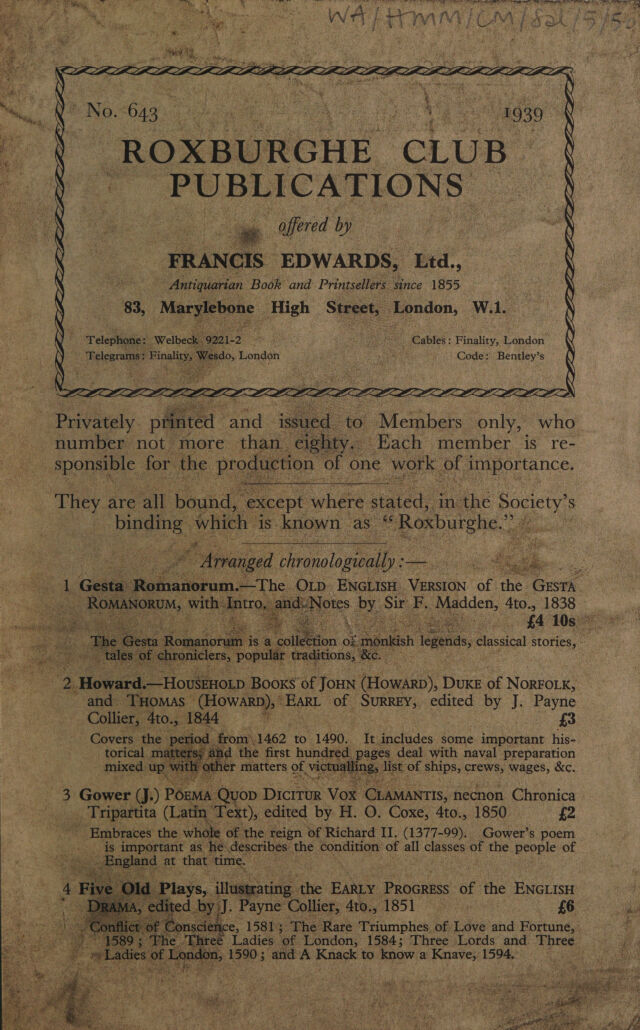 WA/HMM/CM/Sal/5/5
No. 643
1939
ROXBURGHE CLUB
PUBLICATIONS
offered by
FRANCIS EDWARDS, Ltd.,
Antiquarian Book and Printsellers since 1855
83, Marylebone High Street, London, W.1.
Telephone: Welbeck 9221-2
Cables: Finality, London
Telegrams: Finality, Wesdo, London
Code: Bentley's
Privately printed and issued to Members only, who
number not more than eighty. Each member is re-
sponsible for the production of one work of importance.
They are all bound, except where stated, in the Society's
binding which is known as "Roxburghe."
Arranged chronologically:—
1 Gesta Romanorum.—The OLD ENGLISH VERSION of the GESTA
ROMANORUM, with Intro. and Notes by Sir F. Madden, 4to., 1838
£4 10s
The Gesta Romanorum is a collection of monkish legends, classical stories,
tales of chroniclers, popular traditions, &c.
2 Howard.—HOUSEHOLD BOOKS of JOHN (HOWARD), DUKE of NORFOLK,
and THOMAS (HOWARD), EARL of SURREY, edited by J. Payne
Collier, 4to., 1844 £3
Covers the period from 1462 to 1490. It includes some important his-
torical matters, and the first hundred pages deal with naval preparation
mixed up with other matters of victualling, list of ships, crews, wages, &c.
3 Gower (J.) POEMA QUOD DICITUR VOX CLAMANTIS, necnon Chronica
Tripartita (Latin Text), edited by H. O. Coxe, 4to., 1850 £2
Embraces the whole of the reign of Richard II. (1377-99). Gower's poem
is important as he describes the condition of all classes of the people of
England at that time.
4 Five Old Plays, illustrating the EARLY PROGRESS of the ENGLISH
DRAMA, edited by J. Payne Collier, 4to., 1851 £6
Conflict of Conscience, 1581; The Rare Triumphes of Love and Fortune,
1589; The Three Ladies of London, 1584; Three Lords and Three
Ladies of London, 1590; and A Knack to know a Knave, 1594.